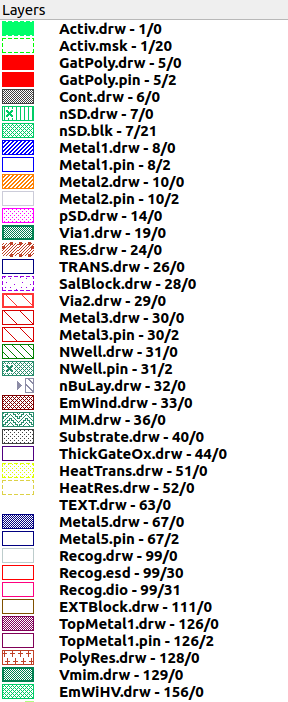 Layers
Activ.drw - 1/0
Activ.msk - 1/20
GatPoly.drw - 5/0
GatPoly.pin - 5/2
Cont.drw - 6/0
nSD.drw - 7/0
nSD.blk - 7/21
Metal1.drw - 8/0
Metal1.pin - 8/2
Metal2.drw - 10/0
Metal2.pin - 10/2
pSD.drw - 14/0
Via1.drw - 19/0
RES.drw - 24/0
TRANS.drw - 26/0
SalBlock.drw - 28/0
Via2.drw - 29/0
Metal3.drw - 30/0
Metal3.pin - 30/2
NWell.drw - 31/0
NWell.pin - 31/2
nBuLay.drw - 32/0
EmWind.drw - 33/0
MIM.drw - 36/0
Substrate.drw - 40/0
ThickGateOx.drw - 44/0
HeatTrans.drw - 51/0
HeatRes.drw - 52/0
TEXT.drw - 63/0
Metal5.drw - 67/0
Metal5.pin - 67/2
Recog.drw - 99/0
Recog.esd - 99/30
Recog.dio - 99/31
EXTBlock.drw - 111/0
TopMetal1.drw - 126/0
TopMetal1.pin - 126/2
PolyRes.drw - 128/0
Vmim.drw - 129/0
EmWiHV.drw - 156/0